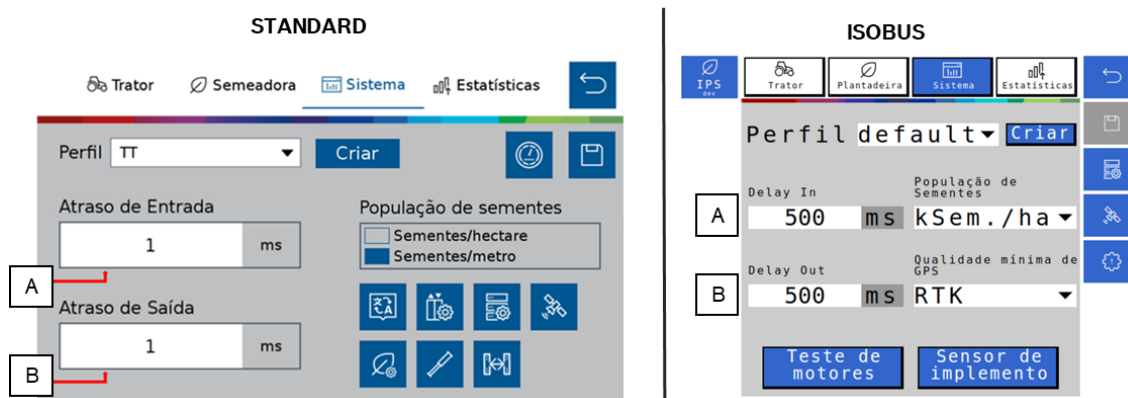 STANDARD
Trator Semeadora Sistema Estatísticas
Perfil TT Criar
Atraso de Entrada
1 ms
A
Atraso de Saída
1 ms
B
População de sementes
Sementes/hectare
Sementes/metro
ISOBUS
IPS
dev
Trator Plantadeira Sistema Estatísticas
Perfil default Criar
Delay In
População de
Sementes
A
500 ms kSem./ha
Delay Out
Qualidade mínima de
GPS
B
500 ms RTK
Teste de
motores
Sensor de
implemento